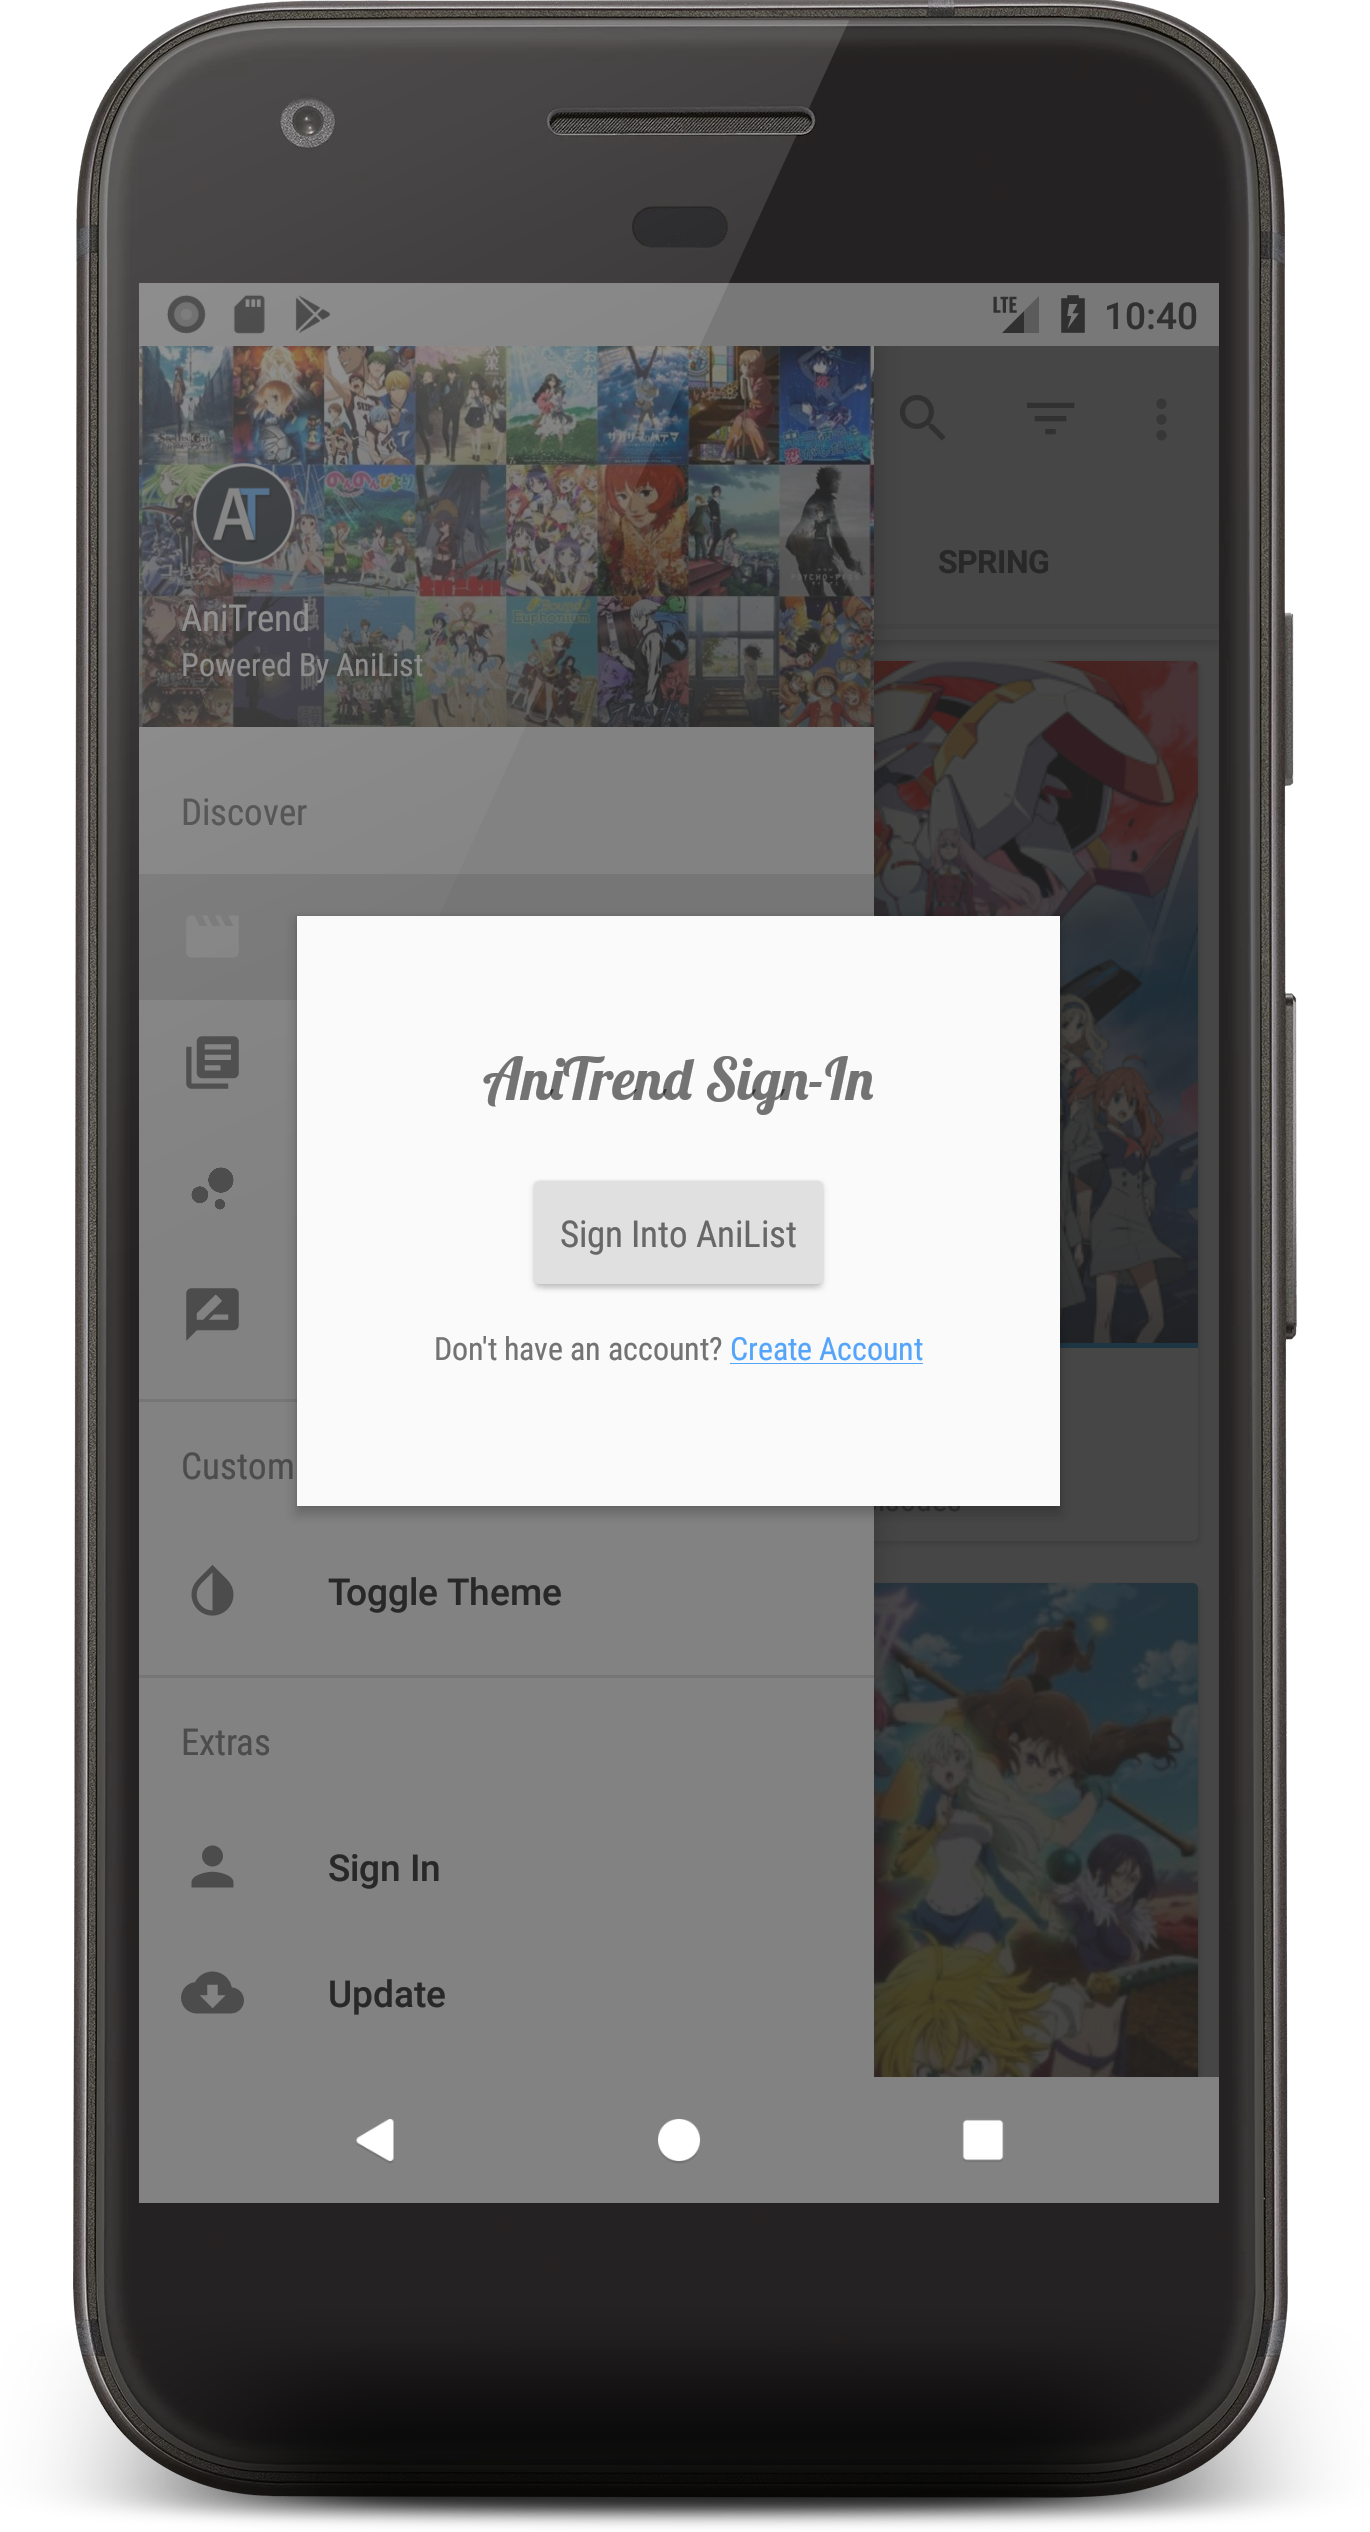 LTE 10:40
AT
SPRING
AniTrend
Powered By AniList
Discover
AniTrend Sign-In
Sign Into AniList
Don't have an account? Create Account
Custom
Toggle Theme
Extras
Sign In
Update